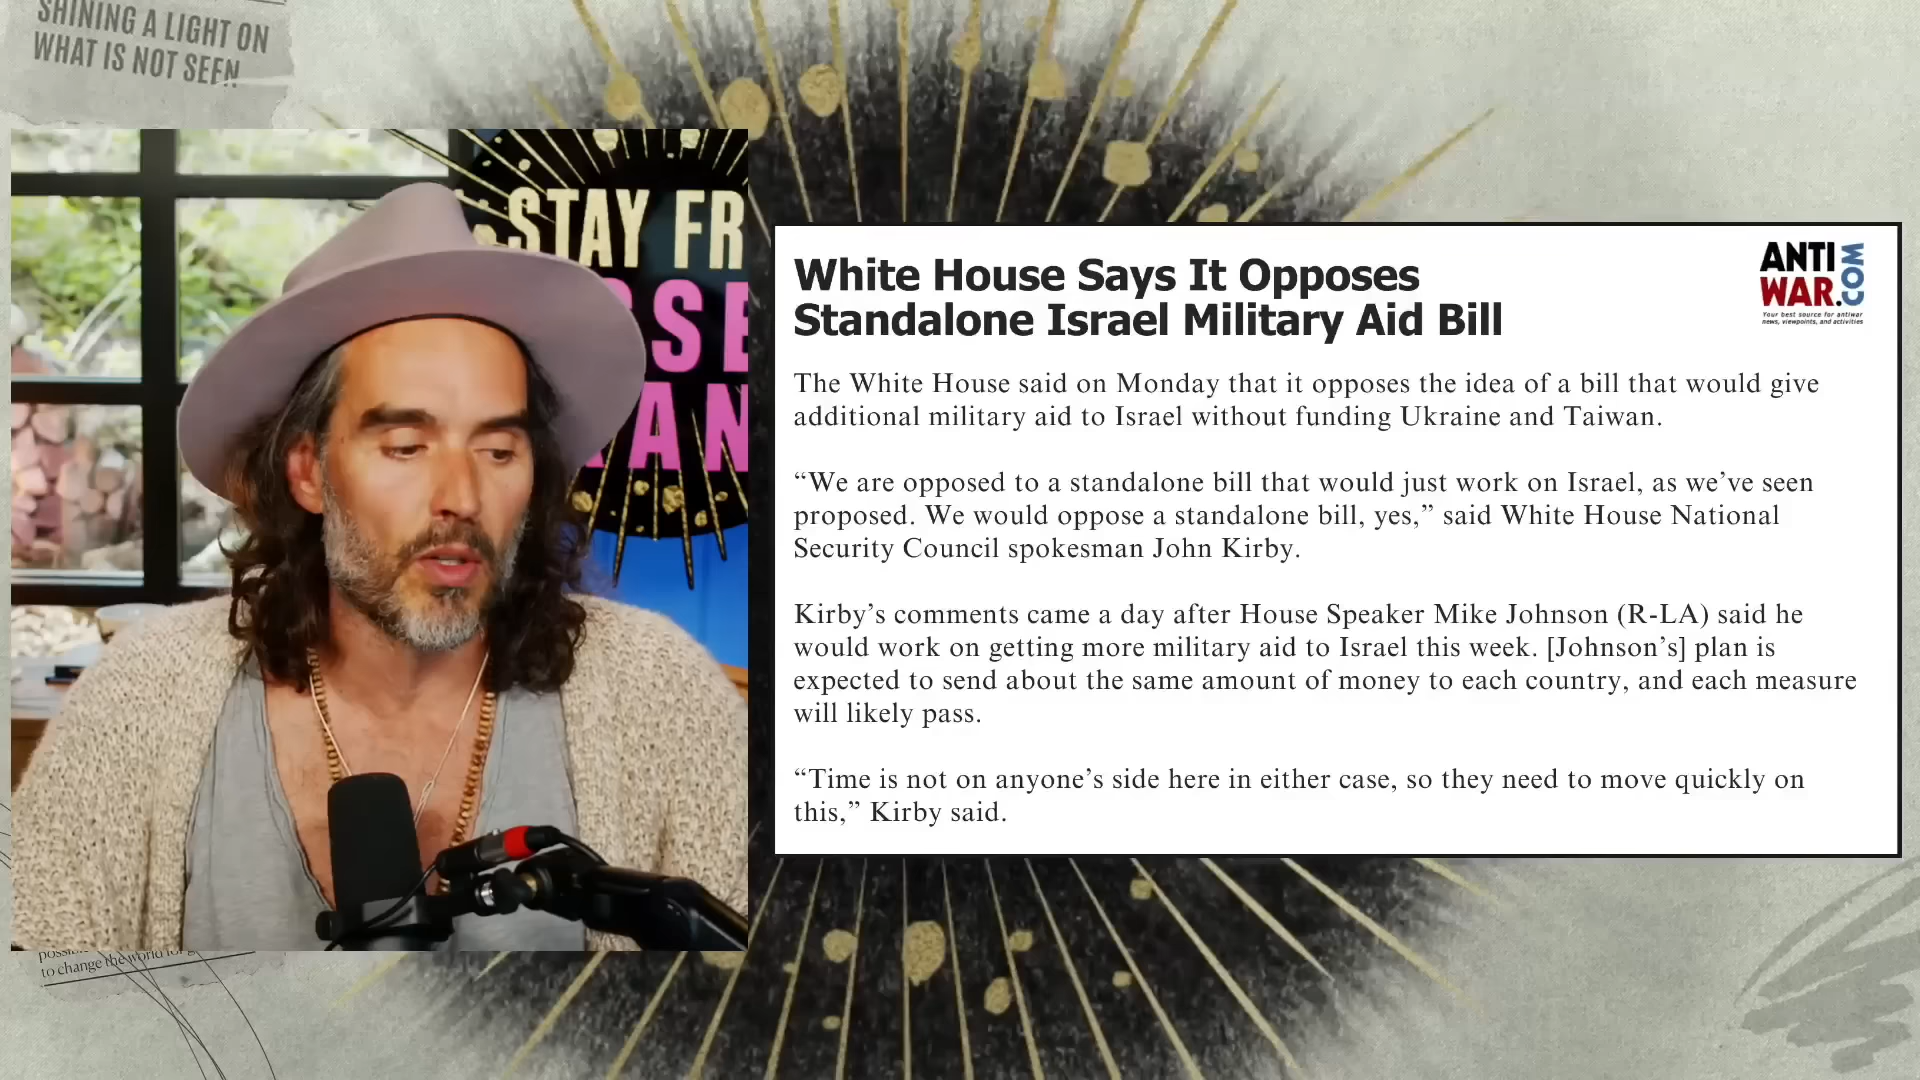 SHINING A LIGHT ON
WHAT IS NOT SEEN
STAY FR
SSE
AN
White House Says It Opposes
Standalone Israel Military Aid Bill
ANTI
WAR.COM
Your best source for antiwar
news, viewpoints, and activities
The White House said on Monday that it opposes the idea of a bill that would give
additional military aid to Israel without funding Ukraine and Taiwan.
“We are opposed to a standalone bill that would just work on Israel, as we’ve seen
proposed. We would oppose a standalone bill, yes,” said White House National
Security Council spokesman John Kirby.
Kirby’s comments came a day after House Speaker Mike Johnson (R-LA) said he
would work on getting more military aid to Israel this week. [Johnson’s] plan is
expected to send about the same amount of money to each country, and each measure
will likely pass.
“Time is not on anyone’s side here in either case, so they need to move quickly on
this,” Kirby said.
to change the world